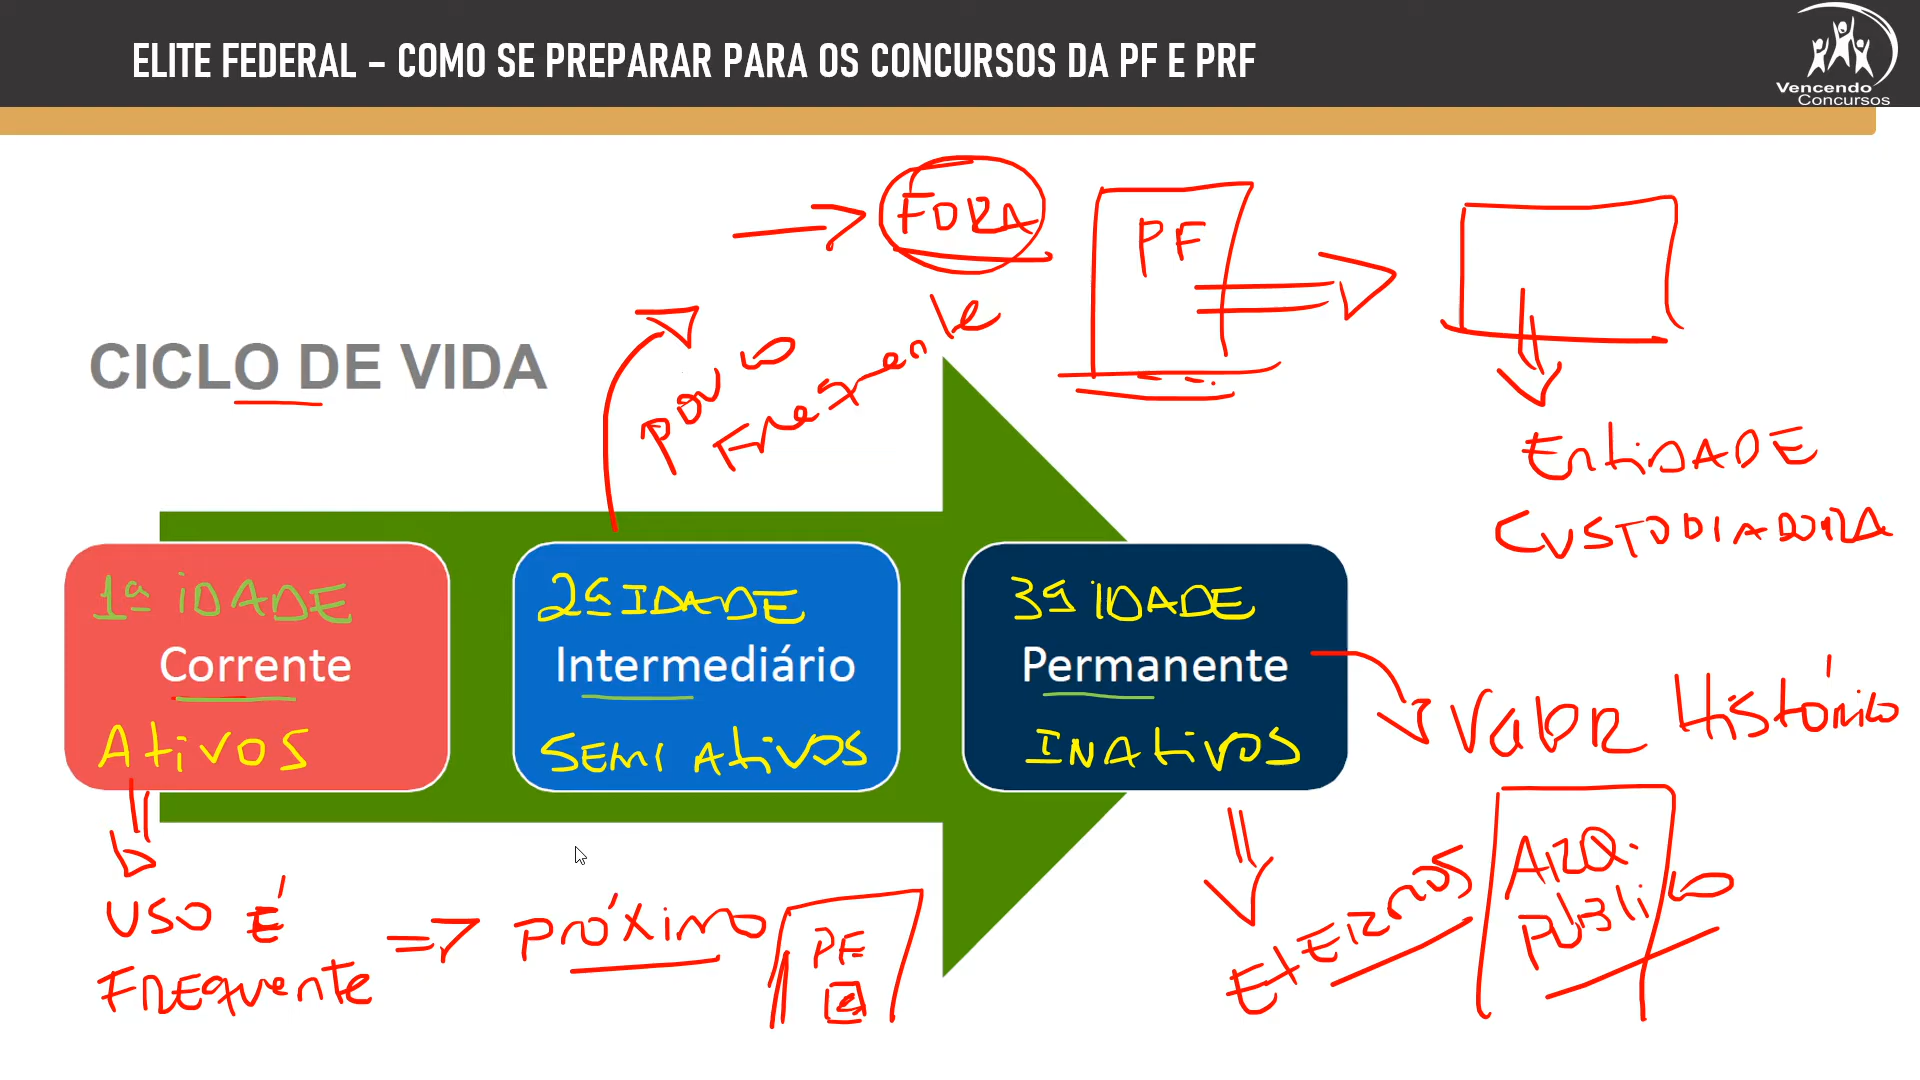 ELITE FEDERAL – COMO SE PREPARAR PARA OS CONCURSOS DA PF E PRF
Vencendo
Concursos
FORA
PF
CICLO DE VIDA
pouco
Frequente
EntiDADE
CUSTODIADORA
1ª iDADE
Corrente
Ativos
2ª IDADE
Intermediário
SEMI Ativos
3ª IDADE
Permanente
INAtivos
Valor Histórico
USO É
FREquente
próximo
PF
EtERNOS
ARQ.
púBlico